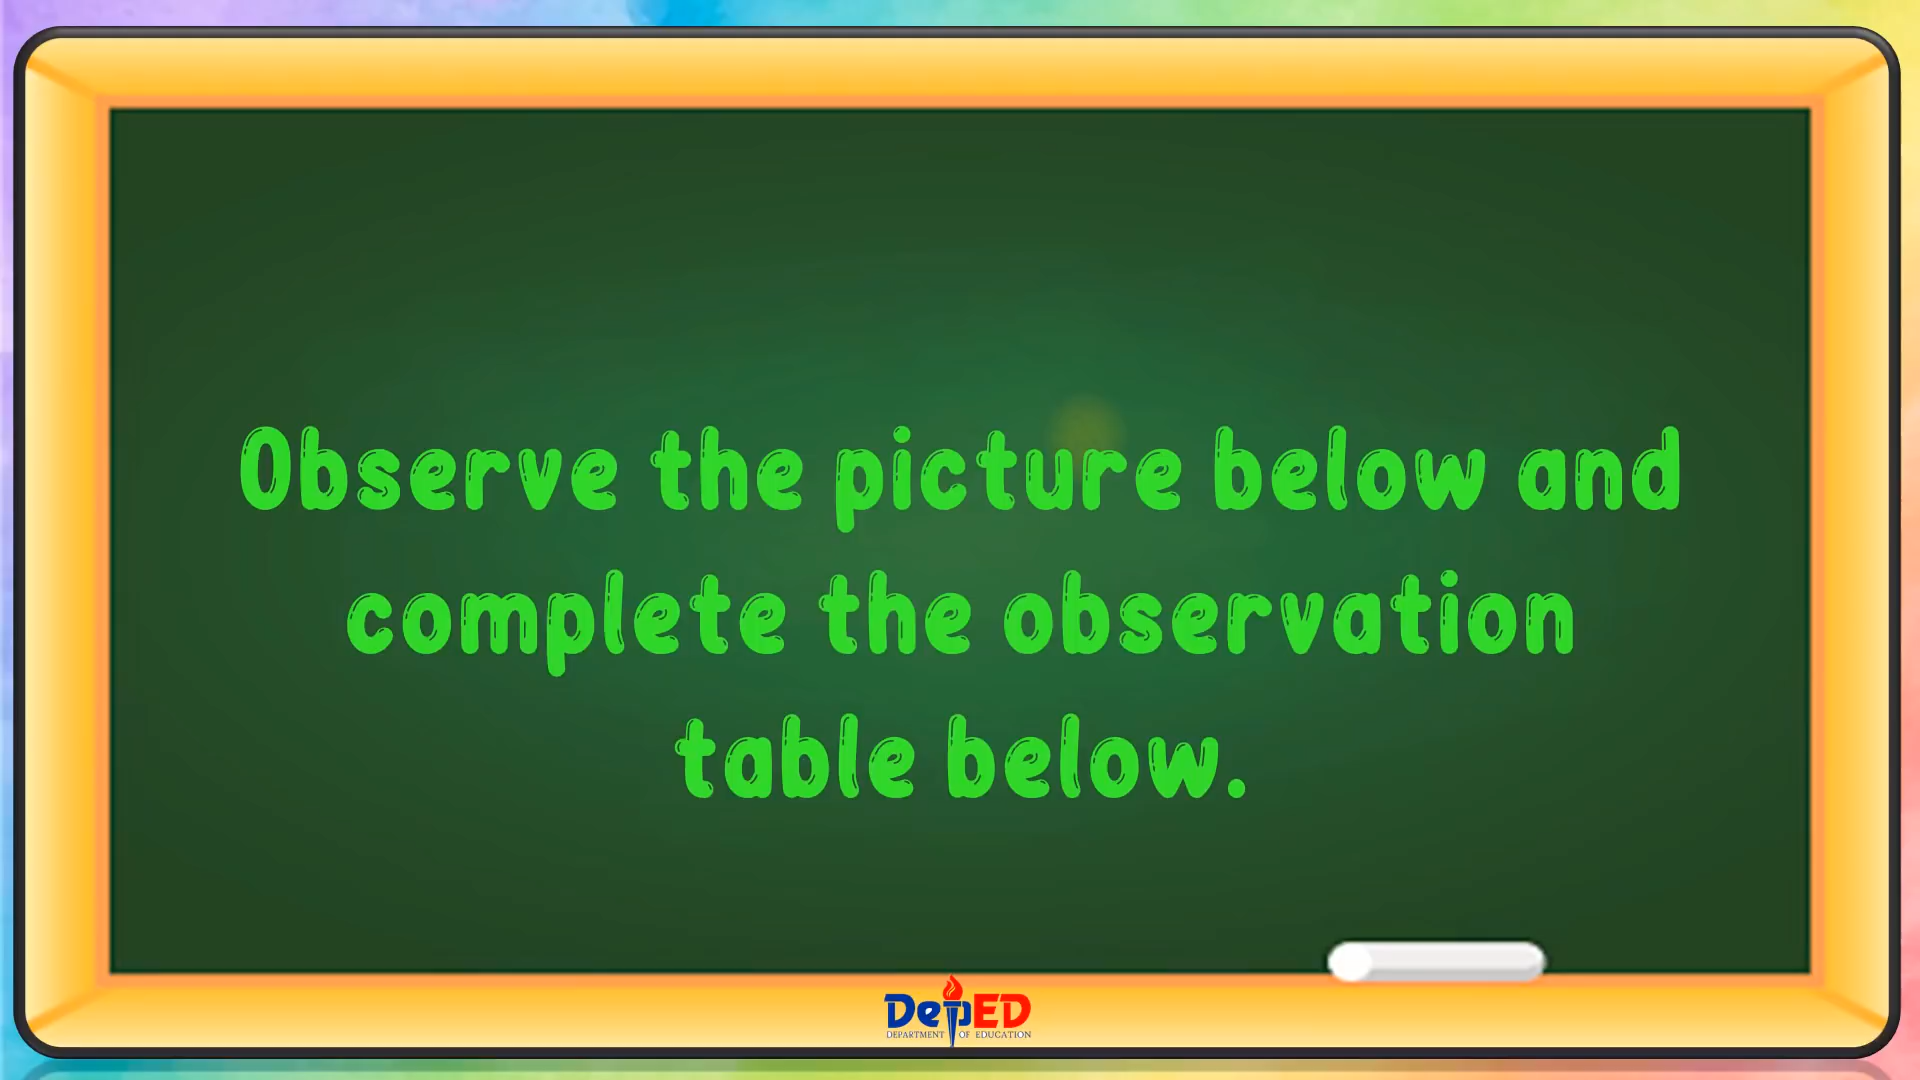 Observe the picture below and
complete the observation
table below.
DepED
DEPARTMENT OF EDUCATION